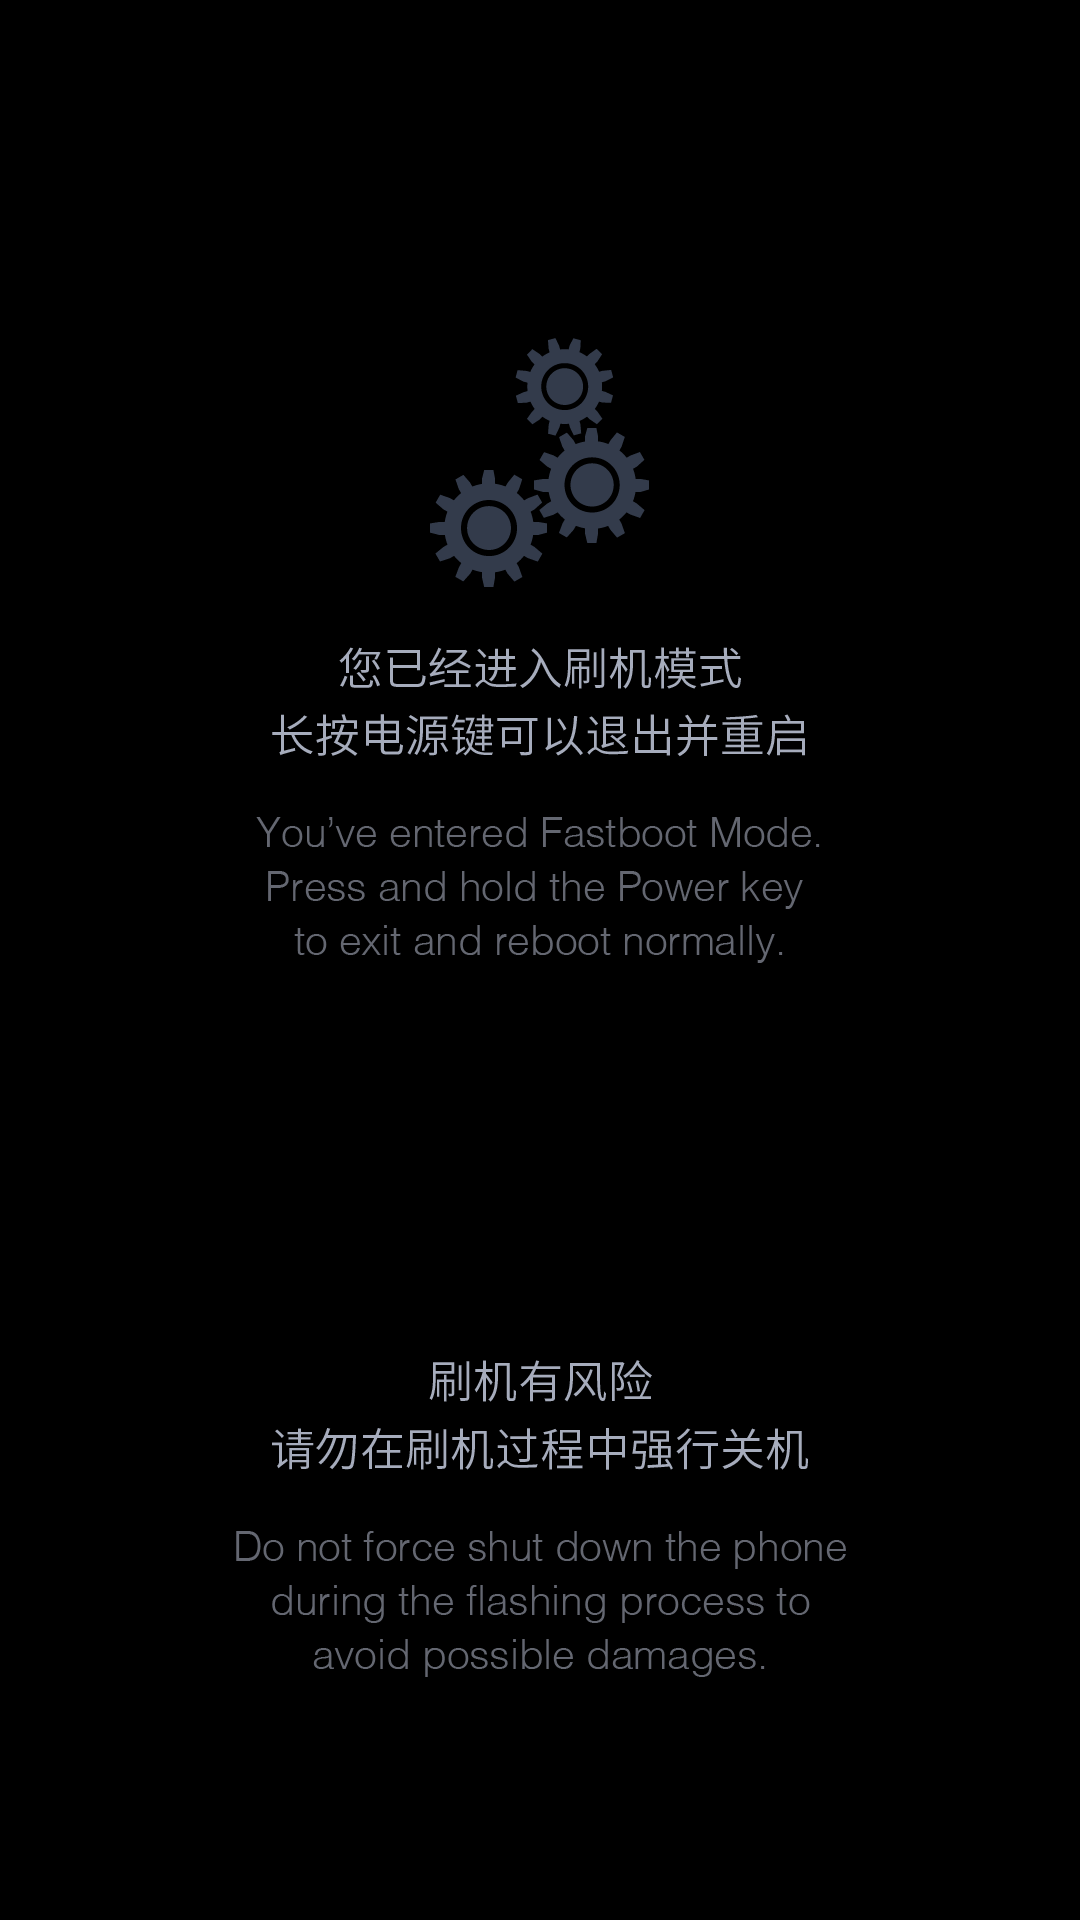 您已经进入刷机模式
长按电源键可以退出并重启
You’ve entered Fastboot Mode.
Press and hold the Power key
to exit and reboot normally.
刷机有风险
请勿在刷机过程中强行关机
Do not force shut down the phone
during the flashing process to
avoid possible damages.